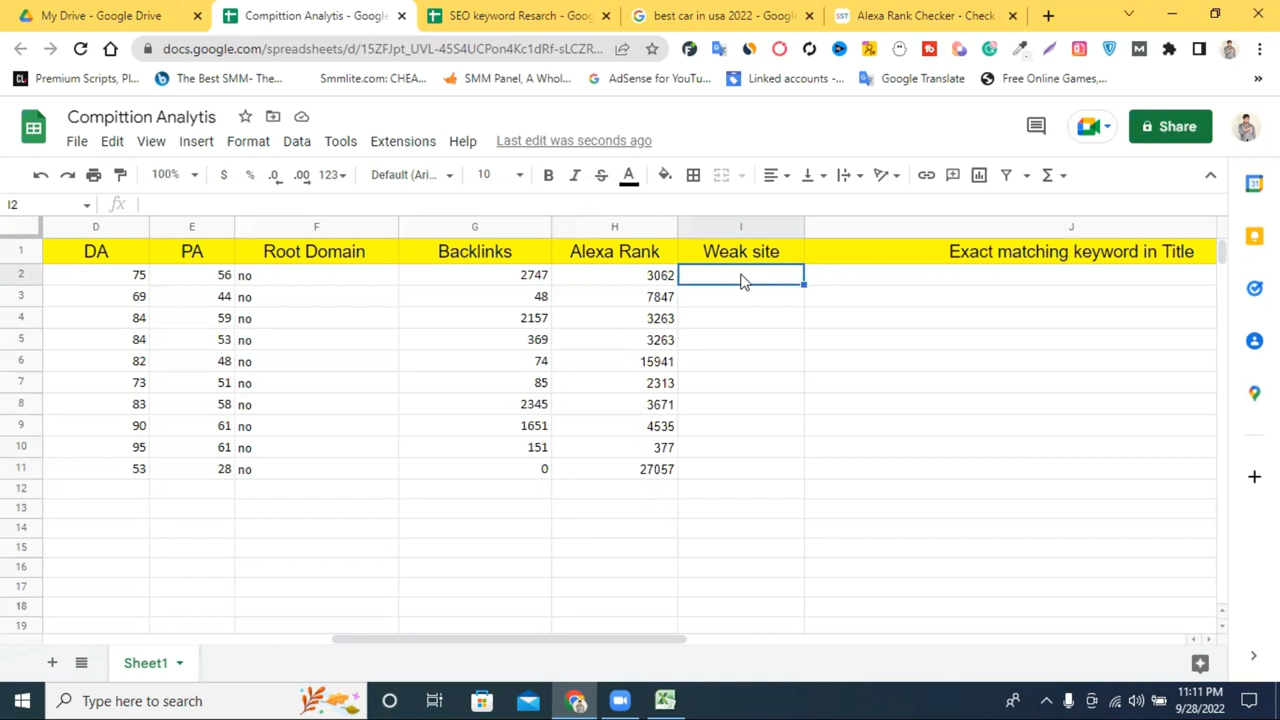 My Drive - Google Drive
Compittion Analytis - Google
SEO keyword Resarch - Goog
best car in usa 2022 - Google
Alexa Rank Checker - Check
docs.google.com/spreadsheets/d/15ZFJpt_UVL-45S4UCPon4Kc1dRf-sLCZR...
Premium Scripts, Pl...
The Best SMM- The...
Smmlite.com: CHEA...
SMM Panel, A Whol...
AdSense for YouTu...
Linked accounts -...
Google Translate
Free Online Games,...
Compittion Analytis
Share
File Edit View Insert Format Data Tools Extensions Help Last edit was seconds ago
100% $ % .0 .00 123 Default (Ari... 10 B I S A
I2 fx
D E F G H I J
1 DA PA Root Domain Backlinks Alexa Rank Weak site Exact matching keyword in Title
2 75 56 no 2747 3062
3 69 44 no 48 7847
4 84 59 no 2157 3263
5 84 53 no 369 3263
6 82 48 no 74 15941
7 73 51 no 85 2313
8 83 58 no 2345 3671
9 90 61 no 1651 4535
10 95 61 no 151 377
11 53 28 no 0 27057
12
13
14
15
16
17
18
19
Sheet1
Type here to search
11:11 PM
9/28/2022